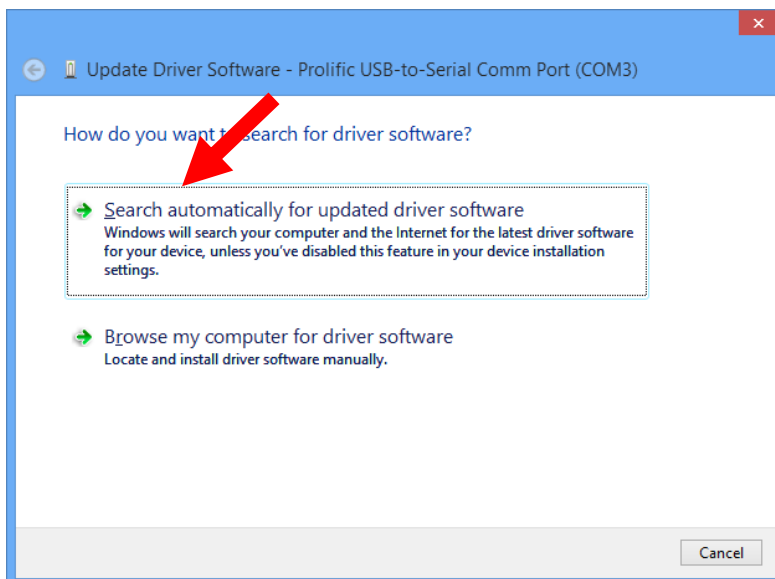 Update Driver Software - Prolific USB-to-Serial Comm Port (COM3)
How do you want to search for driver software?
Search automatically for updated driver software
Windows will search your computer and the Internet for the latest driver software
for your device, unless you've disabled this feature in your device installation
settings.
Browse my computer for driver software
Locate and install driver software manually.
Cancel